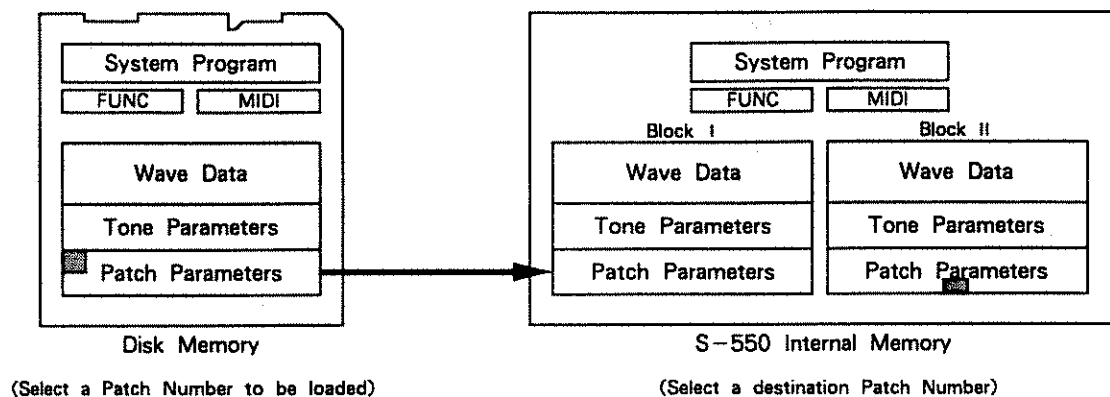 System Program
FUNC
MIDI
Wave Data
Tone Parameters
Patch Parameters
Disk Memory
(Select a Patch Number to be loaded)
System Program
FUNC
MIDI
Block I
Block II
Wave Data
Wave Data
Tone Parameters
Tone Parameters
Patch Parameters
Patch Parameters
S-550 Internal Memory
(Select a destination Patch Number)